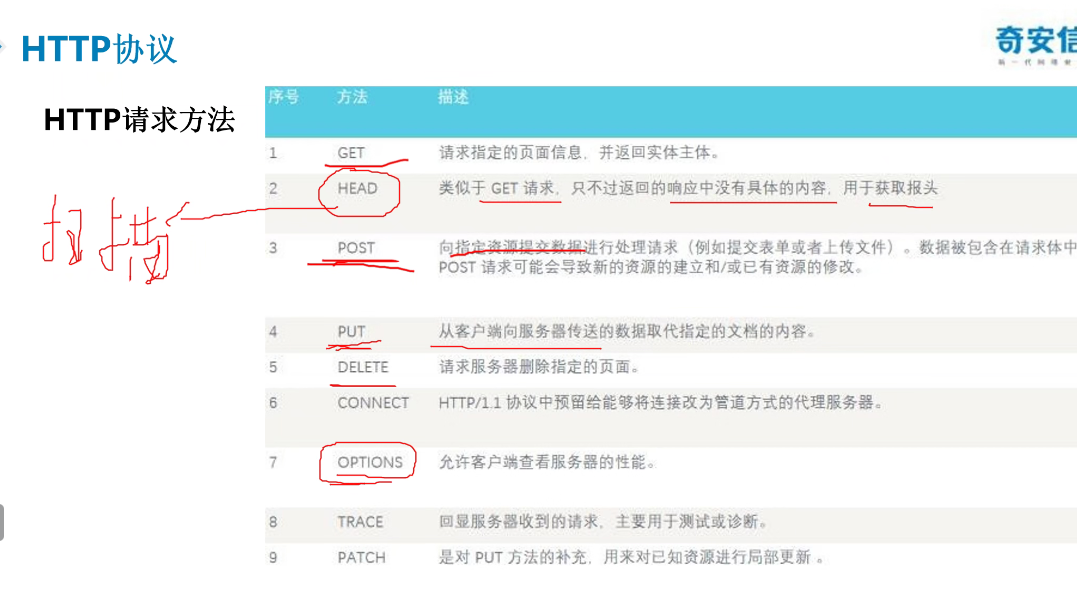 HTTP协议
奇安信
新一代网络安
HTTP请求方法
序号 方法 描述
1 GET 请求指定的页面信息，并返回实体主体。
2 HEAD 类似于 GET 请求，只不过返回的响应中没有具体的内容，用于获取报头
扫描
3 POST 向指定资源提交数据进行处理请求（例如提交表单或者上传文件）。数据被包含在请求体中
POST 请求可能会导致新的资源的建立和/或已有资源的修改。
4 PUT 从客户端向服务器传送的数据取代指定的文档的内容。
5 DELETE 请求服务器删除指定的页面。
6 CONNECT HTTP/1.1 协议中预留给能够将连接改为管道方式的代理服务器。
7 OPTIONS 允许客户端查看服务器的性能。
8 TRACE 回显服务器收到的请求，主要用于测试或诊断。
9 PATCH 是对 PUT 方法的补充，用来对已知资源进行局部更新 。